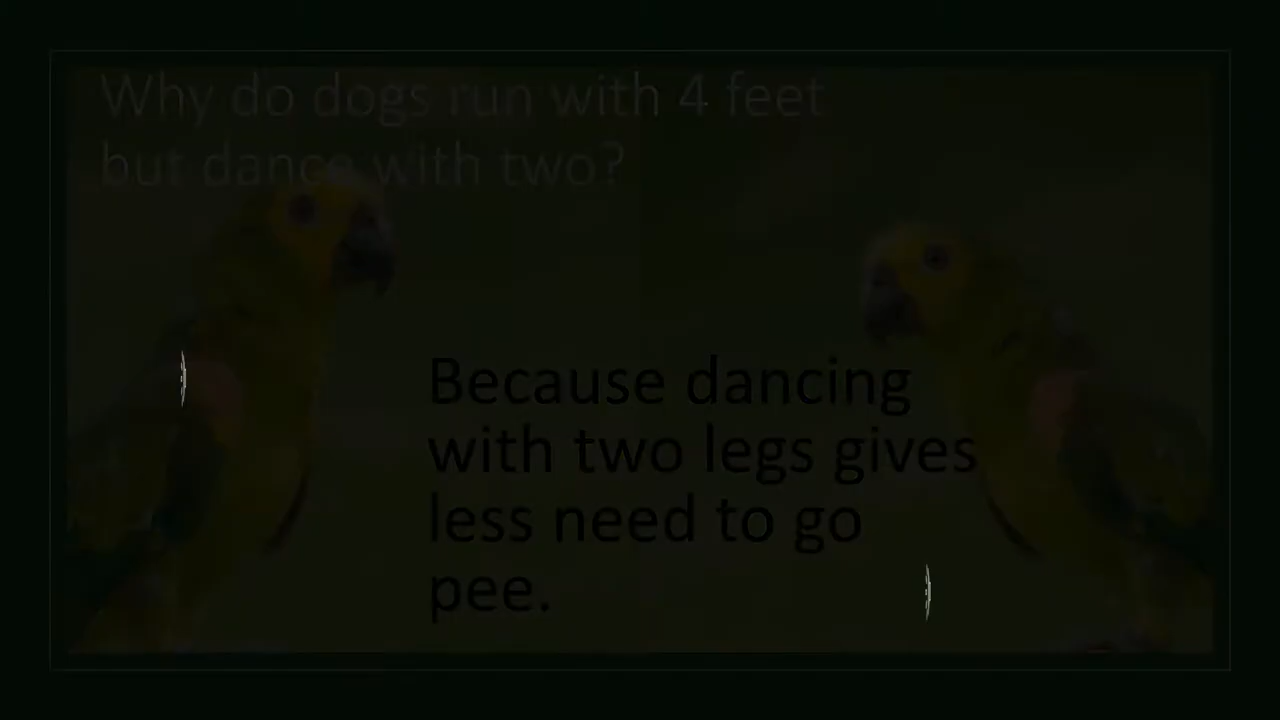 Why do dogs run with 4 feet
but dance with two?
Because dancing
with two legs gives
less need to go
pee.